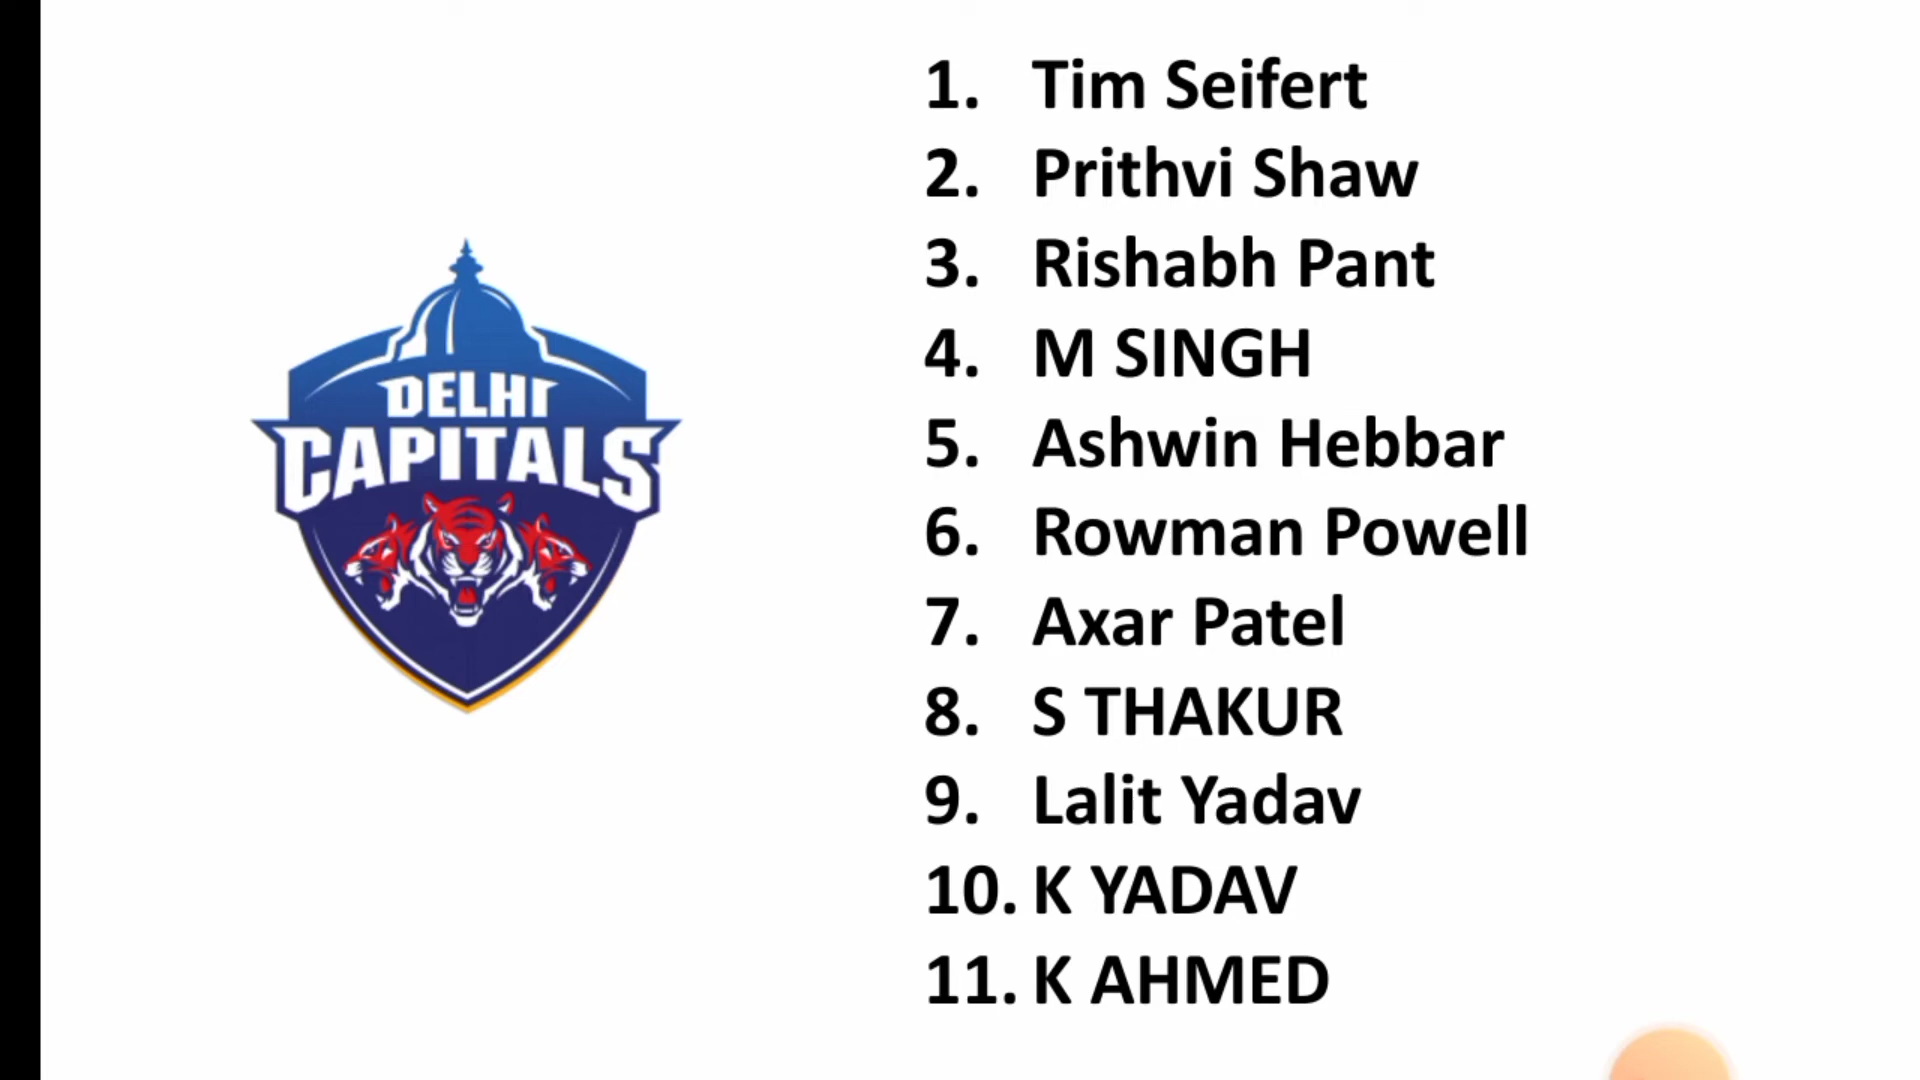 DELHI
CAPITALS
1. Tim Seifert
2. Prithvi Shaw
3. Rishabh Pant
4. M SINGH
5. Ashwin Hebbar
6. Rowman Powell
7. Axar Patel
8. S THAKUR
9. Lalit Yadav
10. K YADAV
11. K AHMED